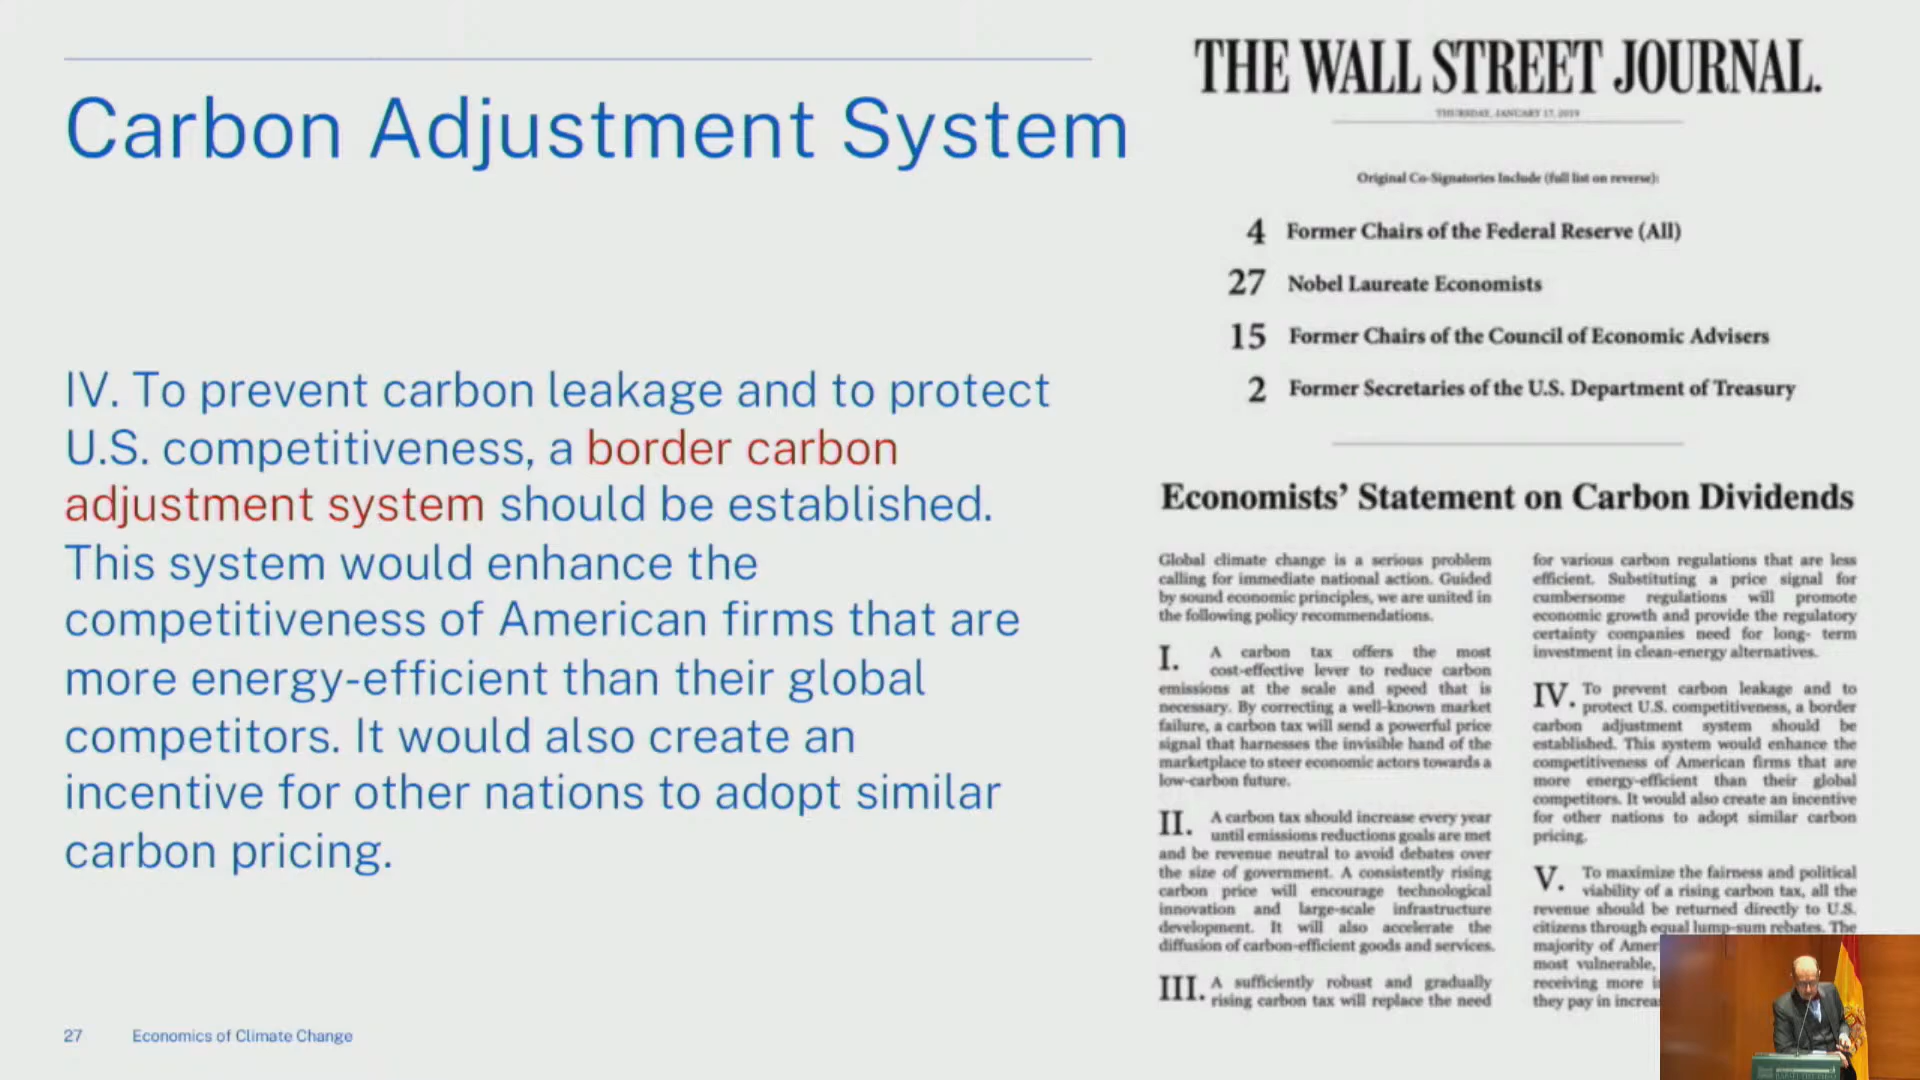 Carbon Adjustment System
IV. To prevent carbon leakage and to protect
U.S. competitiveness, a border carbon
adjustment system should be established.
This system would enhance the
competitiveness of American firms that are
more energy-efficient than their global
competitors. It would also create an
incentive for other nations to adopt similar
carbon pricing.
27 Economics of Climate Change
THE WALL STREET JOURNAL.
THURSDAY, JANUARY 17, 2019
Original Co-Signatories Include (full list on reverse):
4 Former Chairs of the Federal Reserve (All)
27 Nobel Laureate Economists
15 Former Chairs of the Council of Economic Advisers
2 Former Secretaries of the U.S. Department of Treasury
Economists’ Statement on Carbon Dividends
Global climate change is a serious problem
calling for immediate national action. Guided
by sound economic principles, we are united in
the following policy recommendations.
I. A carbon tax offers the most
cost-effective lever to reduce carbon
emissions at the scale and speed that is
necessary. By correcting a well-known market
failure, a carbon tax will send a powerful price
signal that harnesses the invisible hand of the
marketplace to steer economic actors towards a
low-carbon future.
II. A carbon tax should increase every year
until emissions reductions goals are met
and be revenue neutral to avoid debates over
the size of government. A consistently rising
carbon price will encourage technological
innovation and large-scale infrastructure
development. It will also accelerate the
diffusion of carbon-efficient goods and services.
III. A sufficiently robust and gradually
rising carbon tax will replace the need
for various carbon regulations that are less
efficient. Substituting a price signal for
cumbersome regulations will promote
economic growth and provide the regulatory
certainty companies need for long- term
investment in clean-energy alternatives.
IV. To prevent carbon leakage and to
protect U.S. competitiveness, a border
carbon adjustment system should be
established. This system would enhance the
competitiveness of American firms that are
more energy-efficient than their global
competitors. It would also create an incentive
for other nations to adopt similar carbon
pricing.
V. To maximize the fairness and political
viability of a rising carbon tax, all the
revenue should be returned directly to U.S.
citizens through equal lump-sum rebates. The
majority of Amer
most vulnerable,
receiving more i
they pay in increa